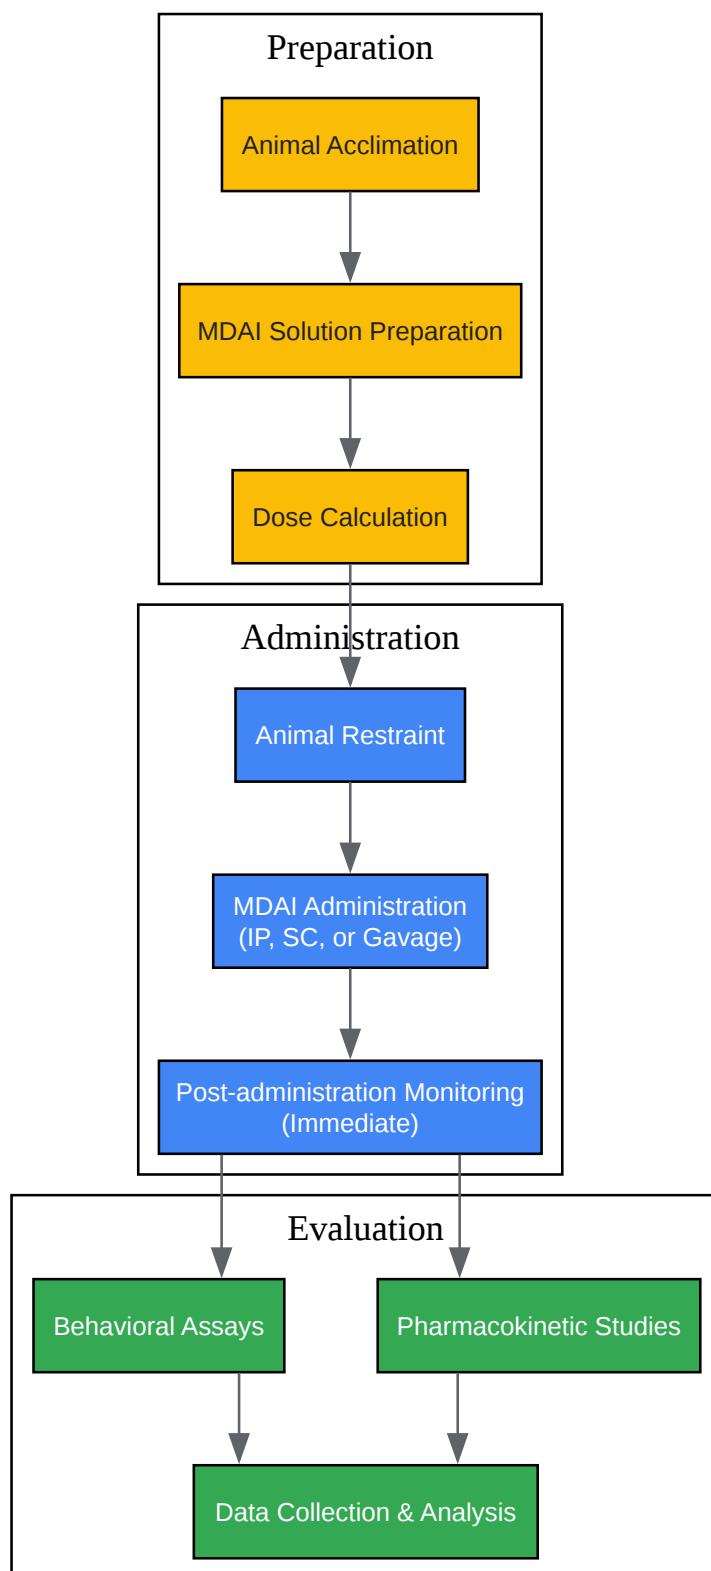 Preparation
Animal Acclimation
MDAI Solution Preparation
Dose Calculation
Administration
Animal Restraint
MDAI Administration
(IP, SC, or Gavage)
Post-administration Monitoring
(Immediate)
Evaluation
Behavioral Assays
Pharmacokinetic Studies
Data Collection & Analysis